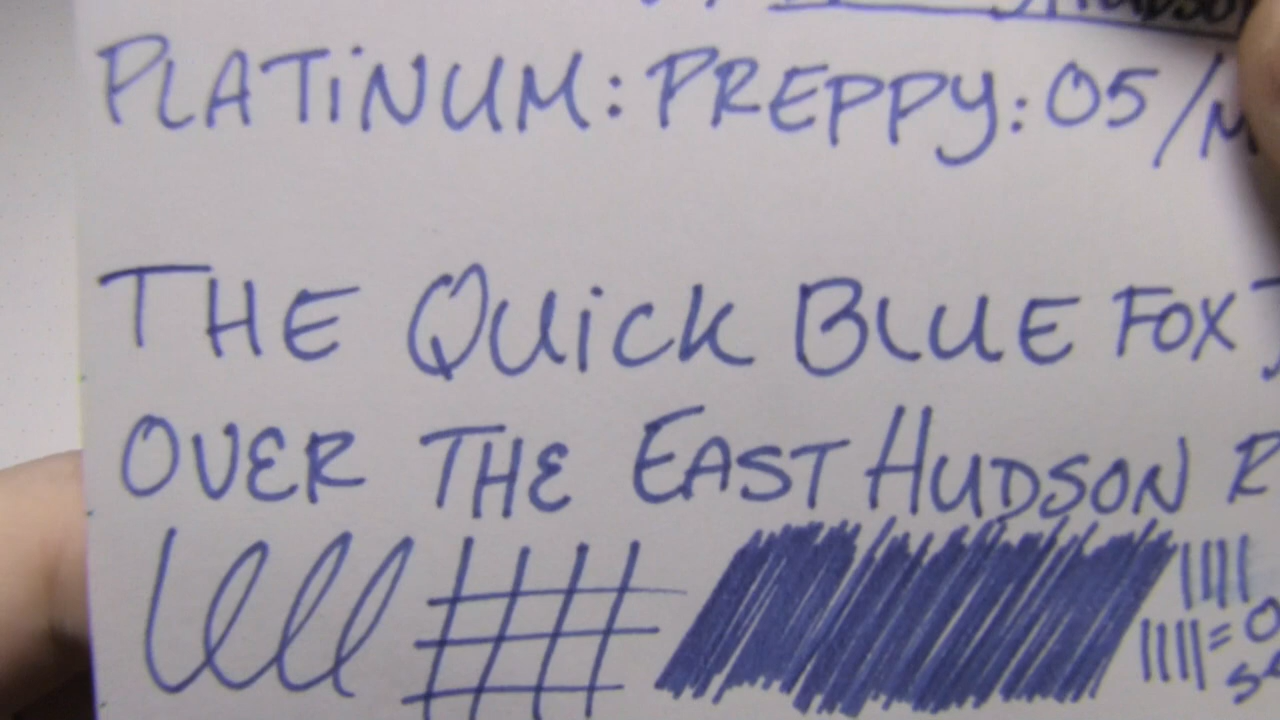 PLATiNUM: PREPPY: 05/M
THE QUiCK BLUE FOX
OVER THE EAST HUDSON R